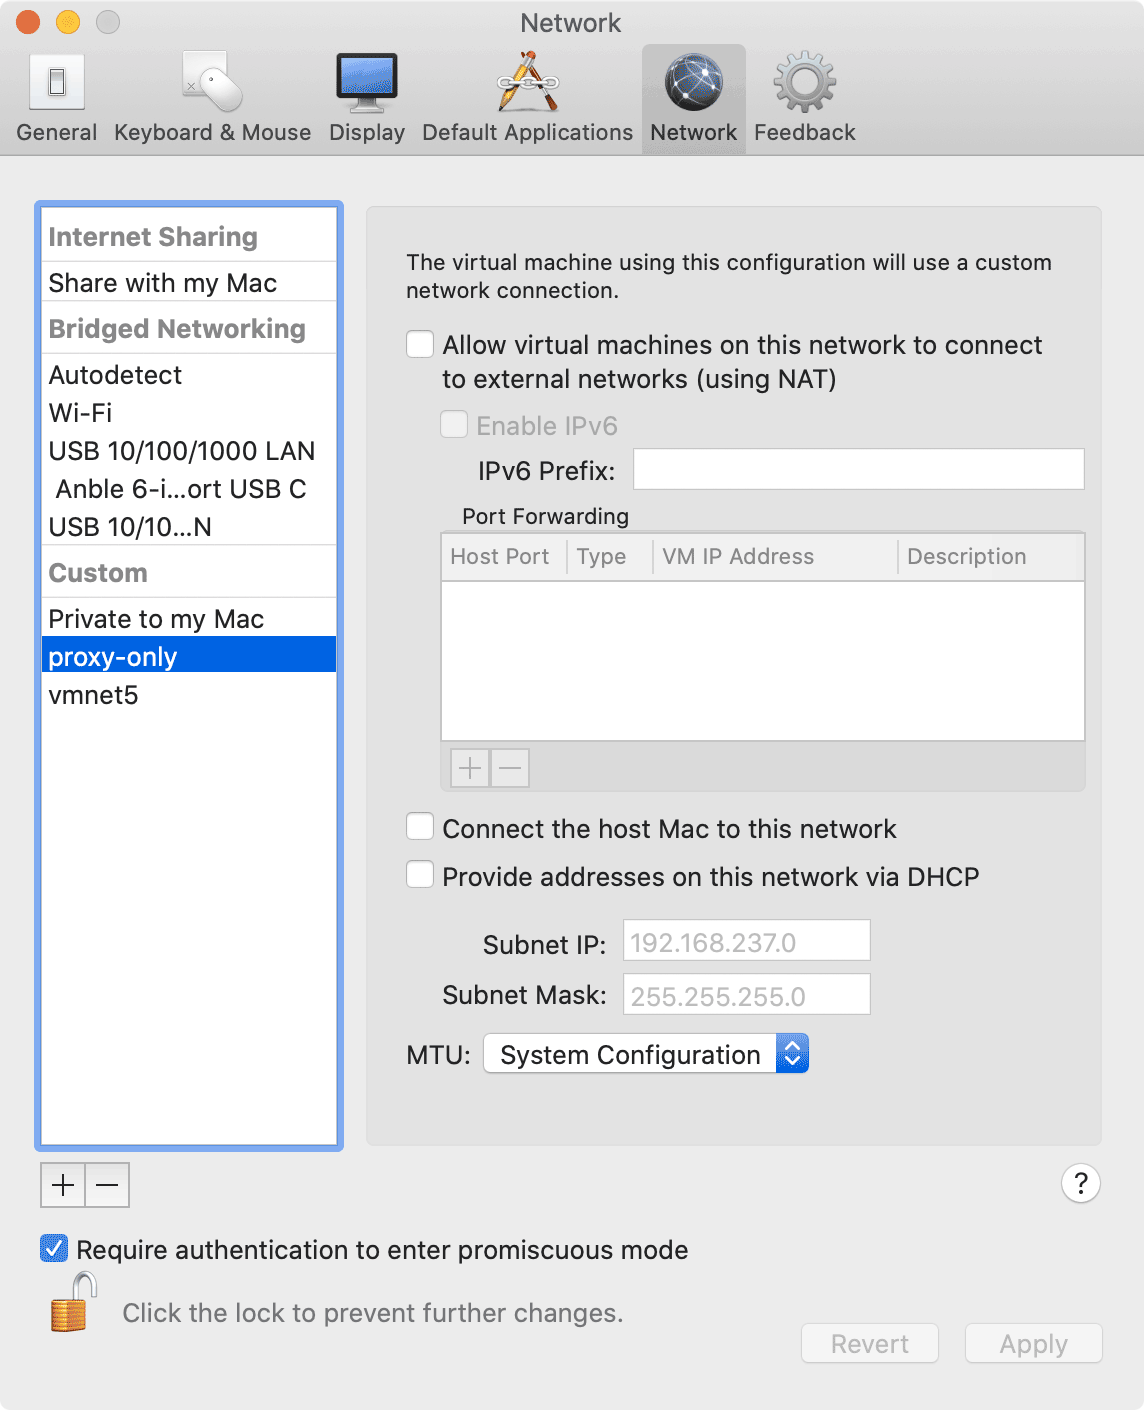 Network
General
Keyboard & Mouse
Display
Default Applications
Network
Feedback
Internet Sharing
Share with my Mac
Bridged Networking
Autodetect
Wi-Fi
USB 10/100/1000 LAN
Anble 6-i...ort USB C
USB 10/10...N
Custom
Private to my Mac
proxy-only
vmnet5
The virtual machine using this configuration will use a custom
network connection.
Allow virtual machines on this network to connect
to external networks (using NAT)
Enable IPv6
IPv6 Prefix:
Port Forwarding
Host Port
Type
VM IP Address
Description
Connect the host Mac to this network
Provide addresses on this network via DHCP
Subnet IP: 192.168.237.0
Subnet Mask: 255.255.255.0
MTU: System Configuration
?
Require authentication to enter promiscuous mode
Click the lock to prevent further changes.
Revert
Apply